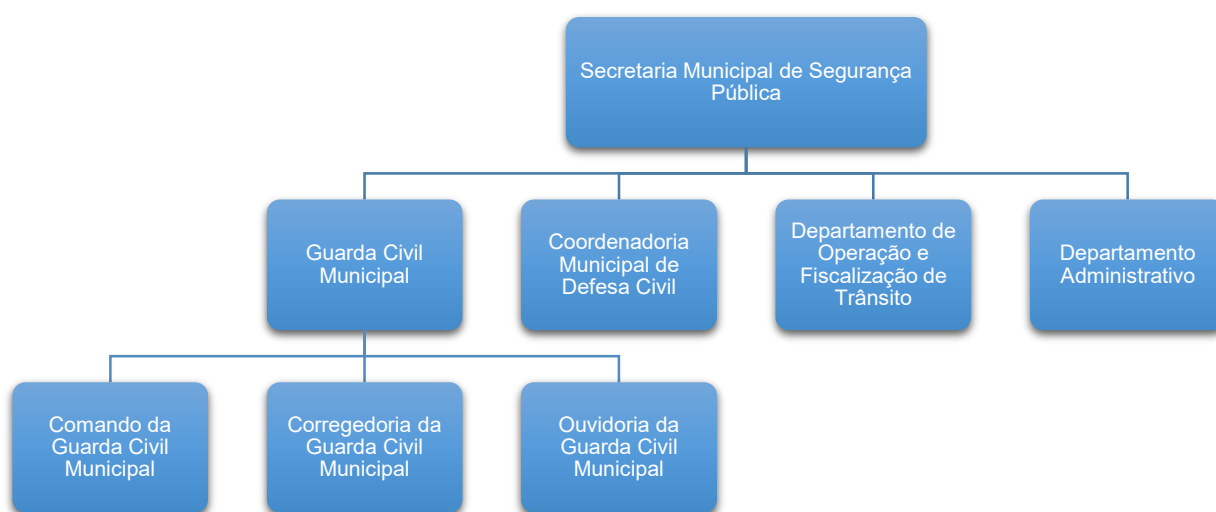 Secretaria Municipal de Segurança
Pública
Guarda Civil
Municipal
Coordenadoria
Municipal de
Defesa Civil
Departamento de
Operação e
Fiscalização de
Trânsito
Departamento
Administrativo
Comando da
Guarda Civil
Municipal
Corregedoria da
Guarda Civil
Municipal
Ouvidoria da
Guarda Civil
Municipal